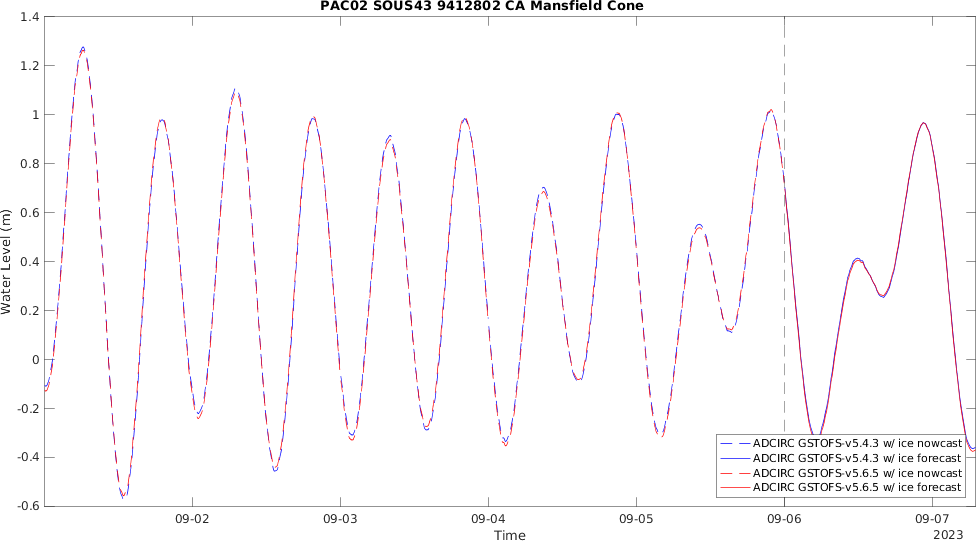 PAC02 SOUS43 9412802 CA Mansfield Cone
1.4
1.2
1
0.8
0.6
0.4
0.2
0
-0.2
-0.4
-0.6
Water Level (m)
ADCIRC GSTOFS-v5.4.3 w/ ice nowcast
ADCIRC GSTOFS-v5.4.3 w/ ice forecast
ADCIRC GSTOFS-v5.6.5 w/ ice nowcast
ADCIRC GSTOFS-v5.6.5 w/ ice forecast
09-02 09-03 09-04 09-05 09-06 09-07
Time
2023